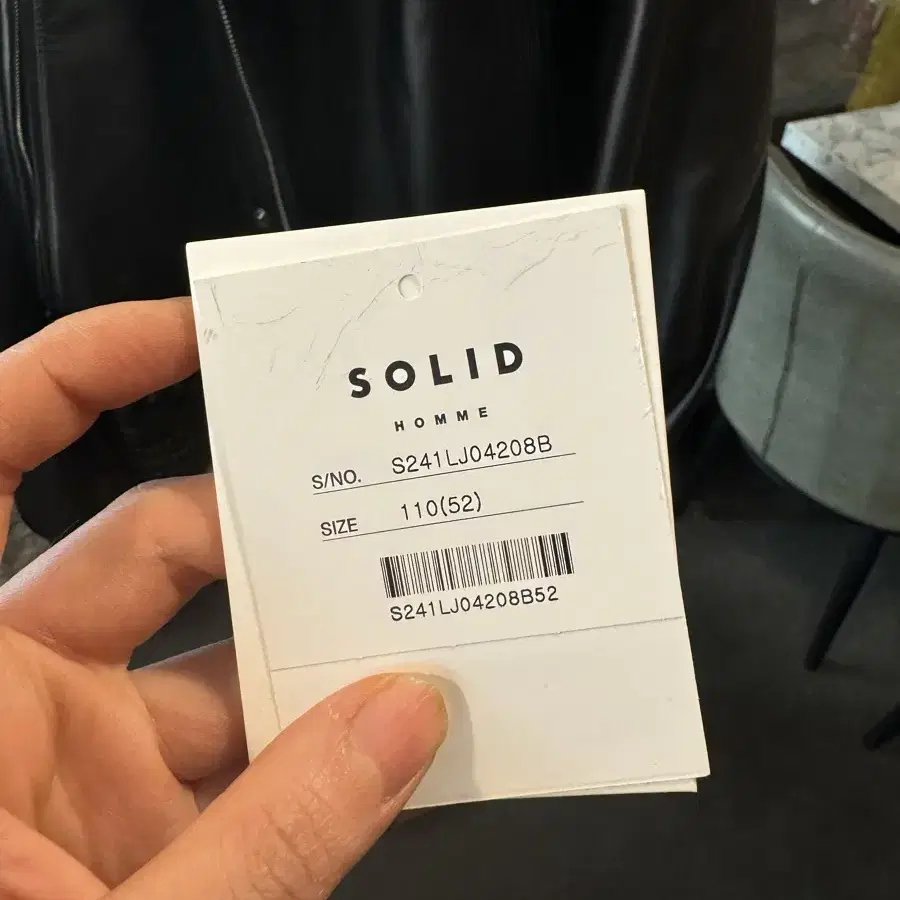 SOLID
HOMME
S/NO. S241LJ04208B
SIZE 110(52)
S241LJ04208B52